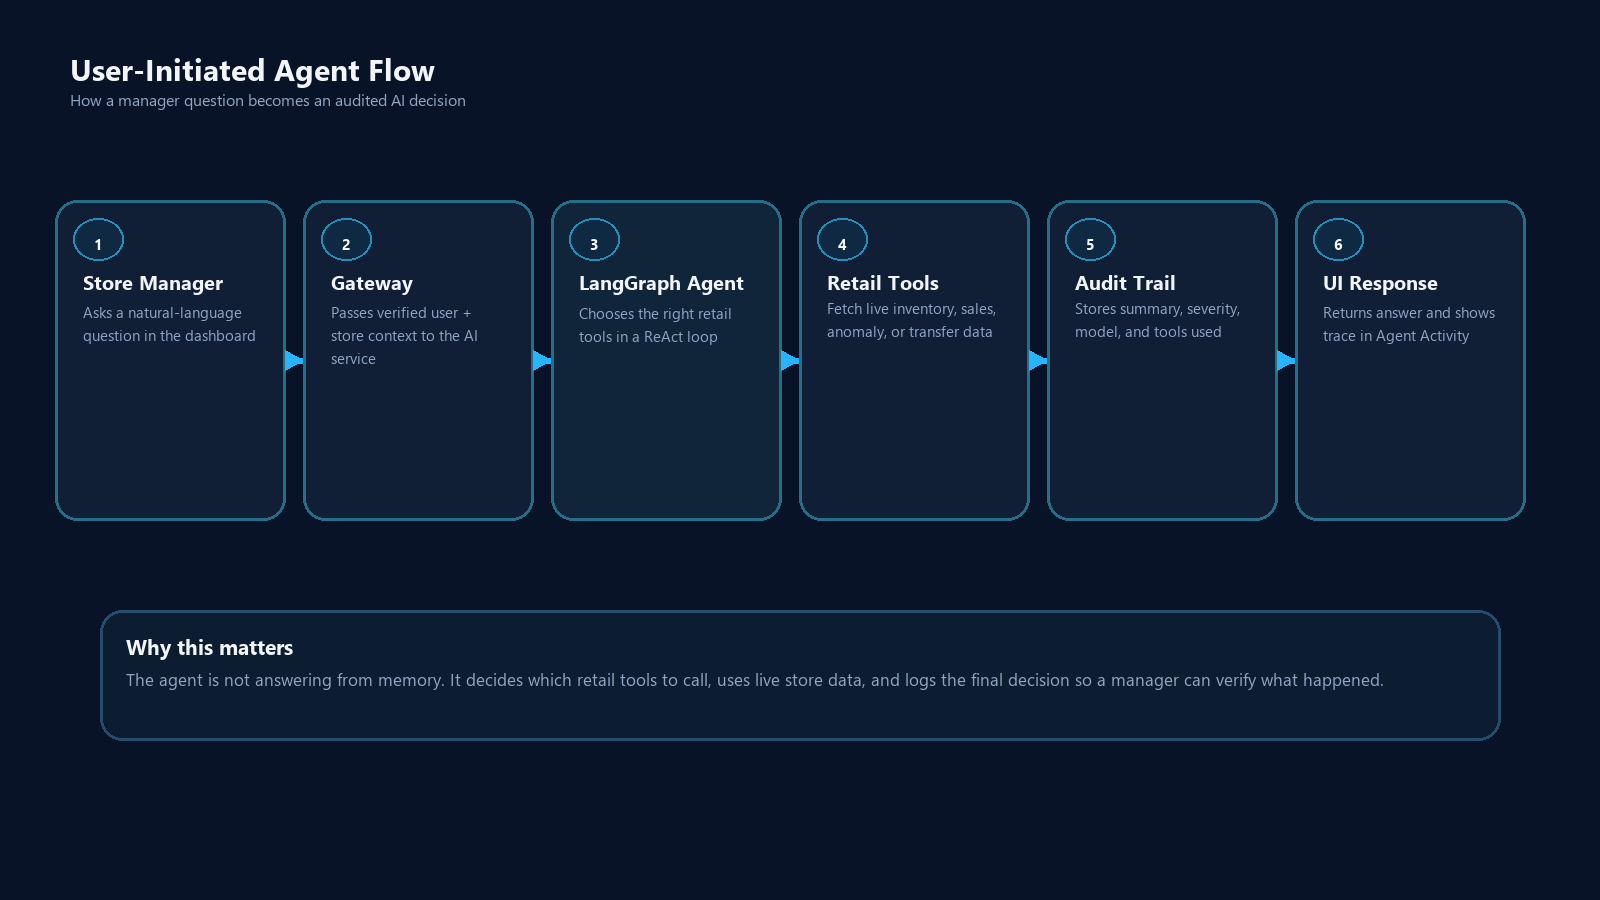 User-Initiated Agent Flow
How a manager question becomes an audited AI decision
1
Store Manager
Asks a natural-language
question in the dashboard
2
Gateway
Passes verified user +
store context to the AI
service
3
LangGraph Agent
Chooses the right retail
tools in a ReAct loop
4
Retail Tools
Fetch live inventory, sales,
anomaly, or transfer data
5
Audit Trail
Stores summary, severity,
model, and tools used
6
UI Response
Returns answer and shows
trace in Agent Activity
Why this matters
The agent is not answering from memory. It decides which retail tools to call, uses live store data, and logs the final decision so a manager can verify what happened.